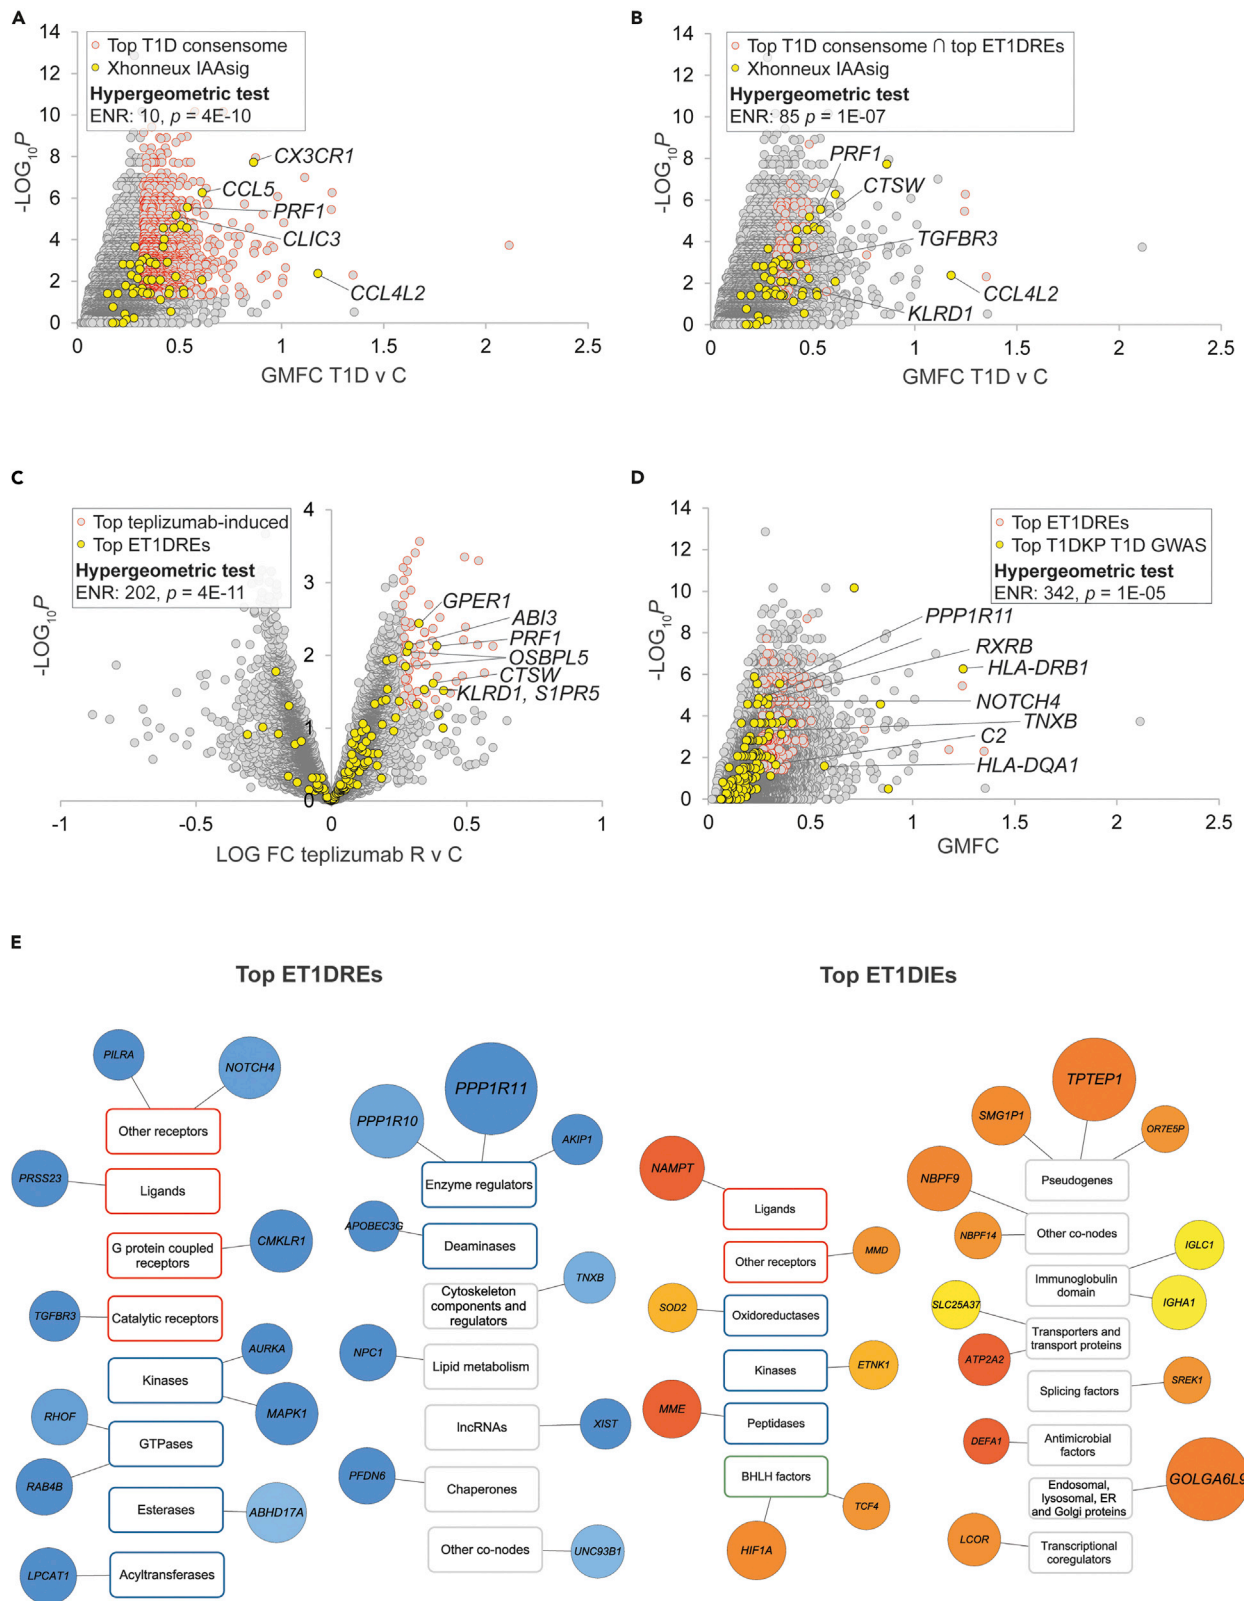 A
14
12
10
8
6
4
2
0
-LOG10P
Top T1D consensome
Xhonneux IAAsig
Hypergeometric test
ENR: 10, p = 4E-10
CX3CR1
CCL5
PRF1
CLIC3
CCL4L2
0 0.5 1 1.5 2 2.5
GMFC T1D v C
B
14
12
10
8
6
4
2
0
-LOG10P
Top T1D consensome ∩ top ET1DREs
Xhonneux IAAsig
Hypergeometric test
ENR: 85 p = 1E-07
PRF1
CTSW
TGFBR3
CCL4L2
KLRD1
0 0.5 1 1.5 2 2.5
GMFC T1D v C
C
4
3
2
1
0
-LOG10P
Top teplizumab-induced
Top ET1DREs
Hypergeometric test
ENR: 202, p = 4E-11
GPER1
ABI3
PRF1
OSBPL5
CTSW
KLRD1, S1PR5
-1 -0.5 0 0.5 1
LOG FC teplizumab R v C
D
14
12
10
8
6
4
2
0
-LOG10P
Top ET1DREs
Top T1DKP T1D GWAS
Hypergeometric test
ENR: 342, p = 1E-05
PPP1R11
RXRB
HLA-DRB1
NOTCH4
TNXB
C2
HLA-DQA1
0 0.5 1 1.5 2 2.5
GMFC
E
Top ET1DREs
PILRA
NOTCH4
Other receptors
PRSS23
Ligands
G protein coupled
receptors
CMKLR1
TGFBR3
Catalytic receptors
AURKA
Kinases
MAPK1
RHOF
GTPases
RAB4B
Esterases
ABHD17A
LPCAT1
Acyltransferases
PPP1R11
PPP1R10
AKIP1
Enzyme regulators
APOBEC3G
Deaminases
TNXB
Cytoskeleton
components and
regulators
NPC1
Lipid metabolism
lncRNAs
XIST
PFDN6
Chaperones
Other co-nodes
UNC93B1
Top ET1DIEs
NAMPT
Ligands
Other receptors
MMD
SOD2
Oxidoreductases
Kinases
ETNK1
MME
Peptidases
BHLH factors
TCF4
HIF1A
TPTEP1
SMG1P1
OR7E5P
Pseudogenes
NBPF9
NBPF14
Other co-nodes
IGLC1
Immunoglobulin
domain
IGHA1
SLC25A37
Transporters and
transport proteins
ATP2A2
Splicing factors
SREK1
DEFA1
Antimicrobial
factors
Endosomal,
lysosomal, ER
and Golgi proteins
GOLGA6L9
LCOR
Transcriptional
coregulators